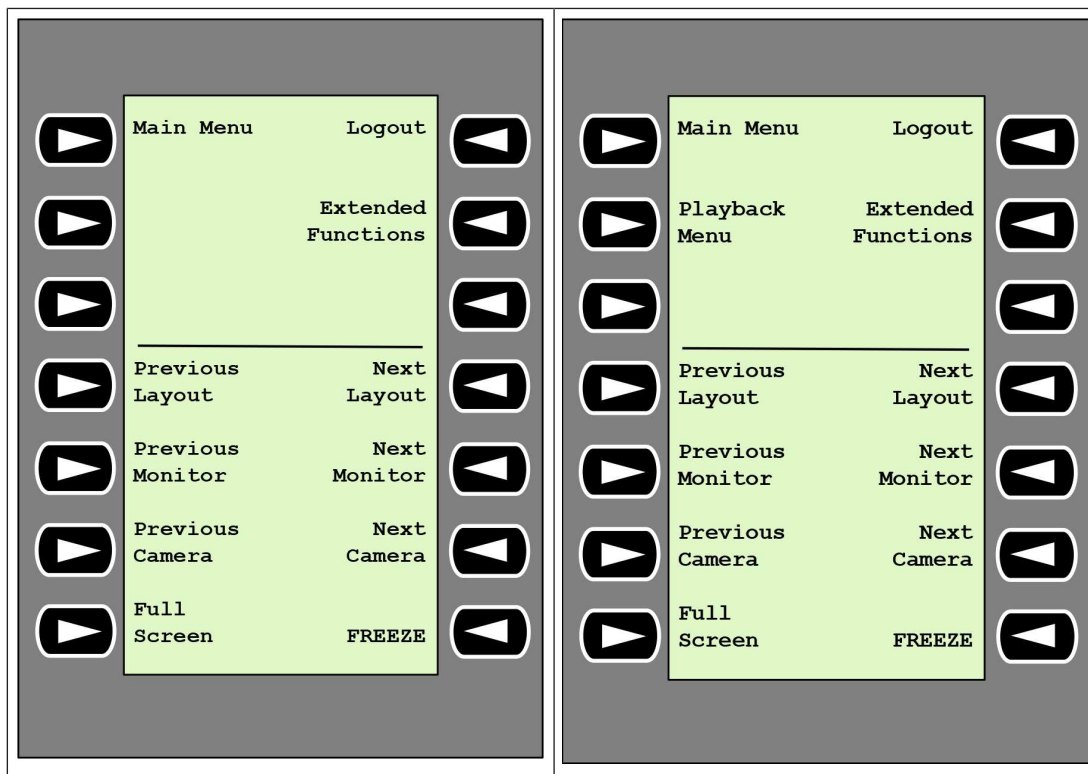 Main Menu Logout
Extended
Functions
Previous Next
Layout Layout
Previous Next
Monitor Monitor
Previous Next
Camera Camera
Full
Screen FREEZE
Main Menu Logout
Playback Extended
Menu Functions
Previous Next
Layout Layout
Previous Next
Monitor Monitor
Previous Next
Camera Camera
Full
Screen FREEZE